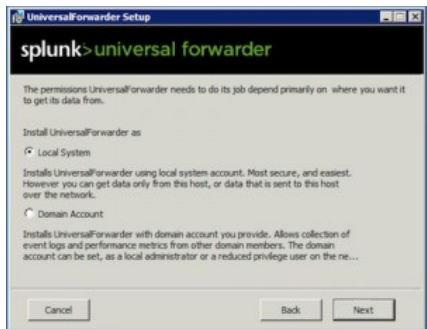 UniversalForwarder Setup
splunk>universal forwarder
The permissions UniversalForwarder needs to do its job depend primarily on where you want it
to get its data from.
Install UniversalForwarder as
Local System
Installs UniversalForwarder using local system account. Most secure, and easiest.
However you can get data only from this host, or data that is sent to this host
over the network.
Domain Account
Installs UniversalForwarder with domain account you provide. Allows collection of
event logs and performance metrics from other domain members. The domain
account can be set, as a local administrator or a reduced privilege user on the ne...
Cancel Back Next